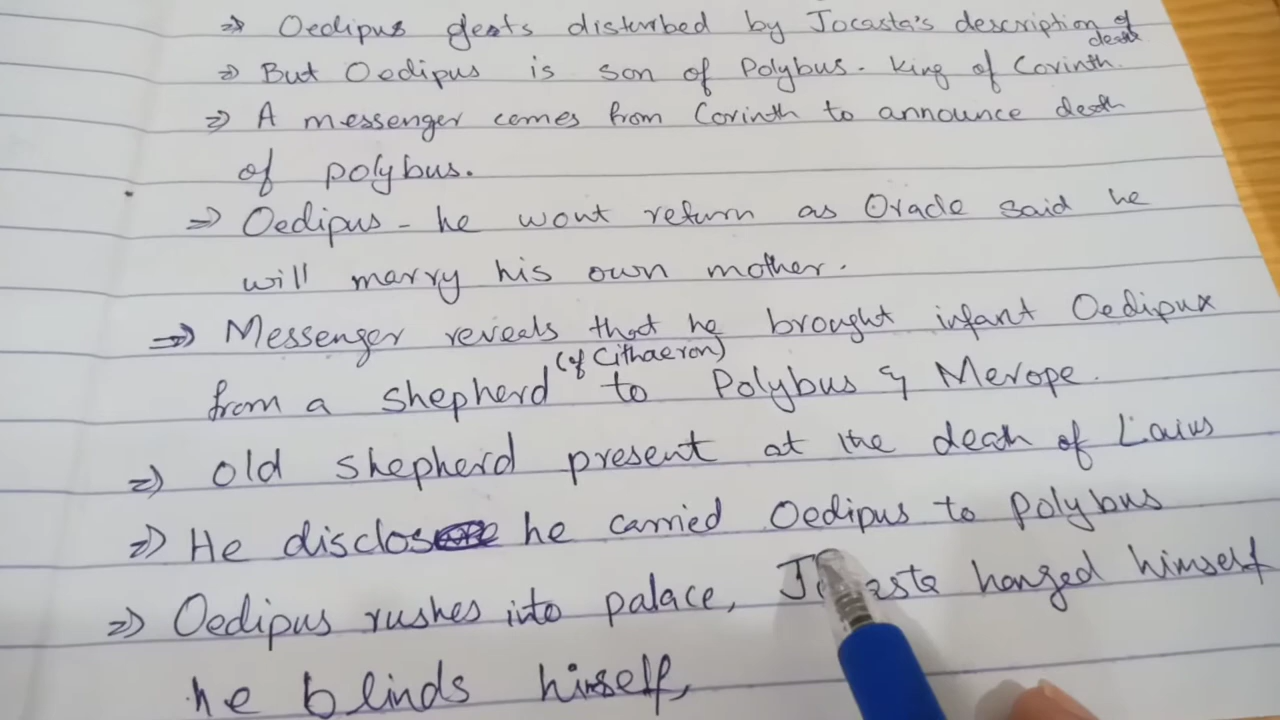 ⇒ Oedipus gets disturbed by Jocasta's description of death
⇒ But Oedipus is son of Polybus. King of Corinth.
⇒ A messenger comes from Corinth to announce death
of polybus.
⇒ Oedipus - he wont return as Oracle said he
will marry his own mother.
⇒ Messenger reveals that he brought infant Oedipux
from a shepherd (of Cithaeron) to Polybus & Merope.
⇒ old shepherd present at the death of Laius
⇒ He disclos he carried Oedipus to Polybus
⇒ Oedipus rushes into palace, Jocasta hanged himself
he blinds himself,